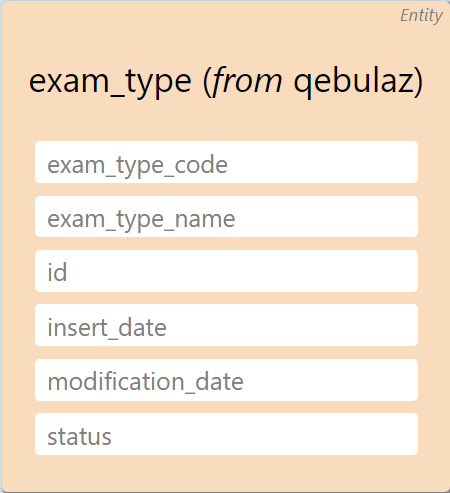 Entity
exam_type (from qebulaz)
exam_type_code
exam_type_name
id
insert_date
modification_date
status